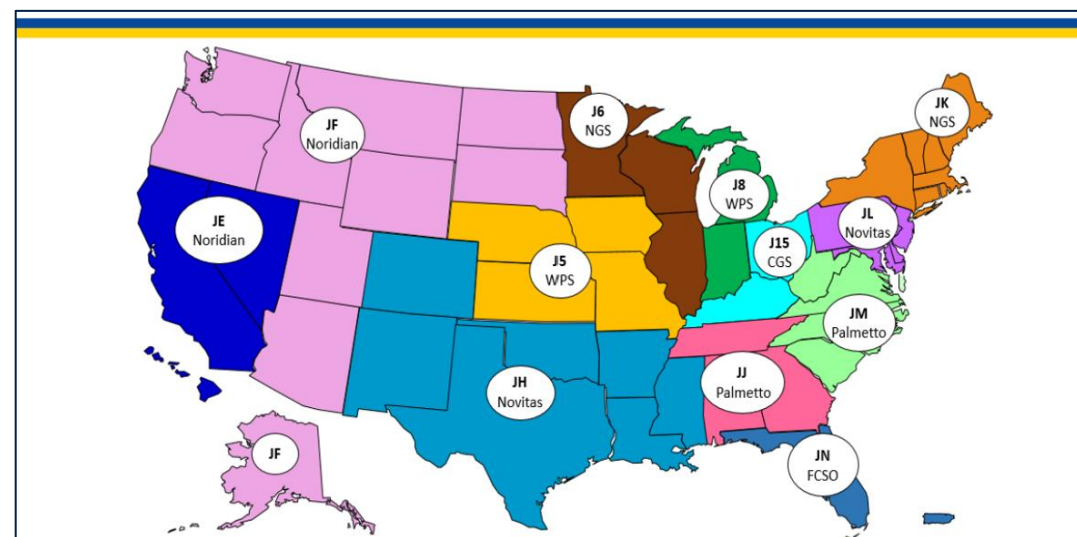 JF
Noridian
J6
NGS
JK
NGS
J8
WPS
JE
Noridian
JL
Novitas
J15
CGS
J5
WPS
JM
Palmetto
JH
Novitas
JJ
Palmetto
JF
JN
FCSO